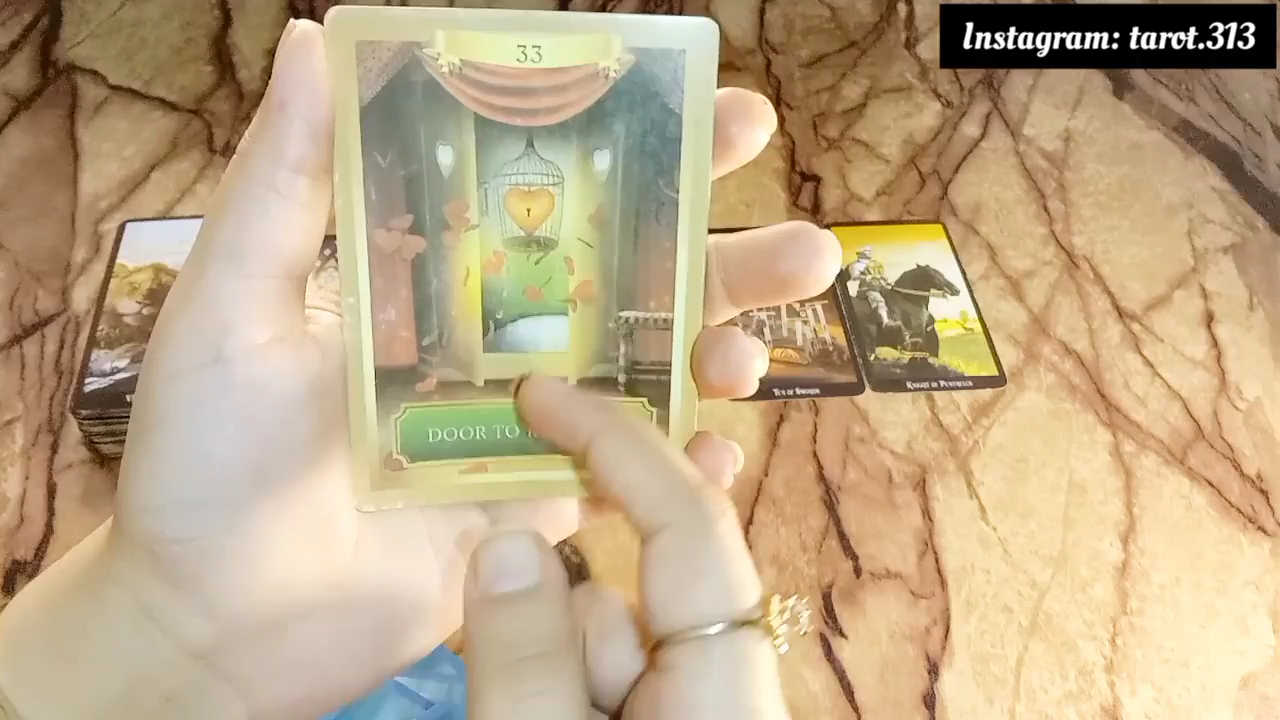 Instagram: tarot.313
33
DOOR TO
TEN OF SWORDS
KNIGHT OF PENTACLES